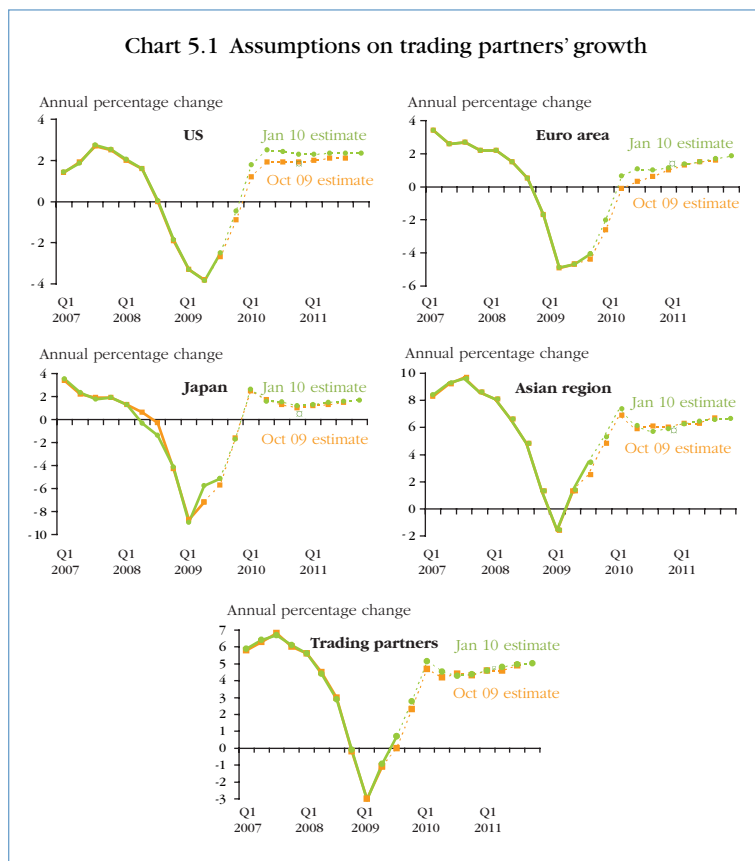 Chart 5.1 Assumptions on trading partners' growth
Annual percentage change
US
Jan 10 estimate
Oct 09 estimate
4
2
0
- 2
- 4
Q1 Q1 Q1 Q1 Q1
2007 2008 2009 2010 2011
Annual percentage change
Euro area
Jan 10 estimate
Oct 09 estimate
4
2
0
- 2
- 4
- 6
Q1 Q1 Q1 Q1 Q1
2007 2008 2009 2010 2011
Annual percentage change
Japan
Jan 10 estimate
Oct 09 estimate
4
2
0
- 2
- 4
- 6
- 8
- 10
Q1 Q1 Q1 Q1 Q1
2007 2008 2009 2010 2011
Annual percentage change
Asian region
Jan 10 estimate
Oct 09 estimate
10
8
6
4
2
0
- 2
Q1 Q1 Q1 Q1 Q1
2007 2008 2009 2010 2011
Annual percentage change
Trading partners
Jan 10 estimate
Oct 09 estimate
7
6
5
4
3
2
1
0
-1
-2
-3
Q1 Q1 Q1 Q1 Q1
2007 2008 2009 2010 2011